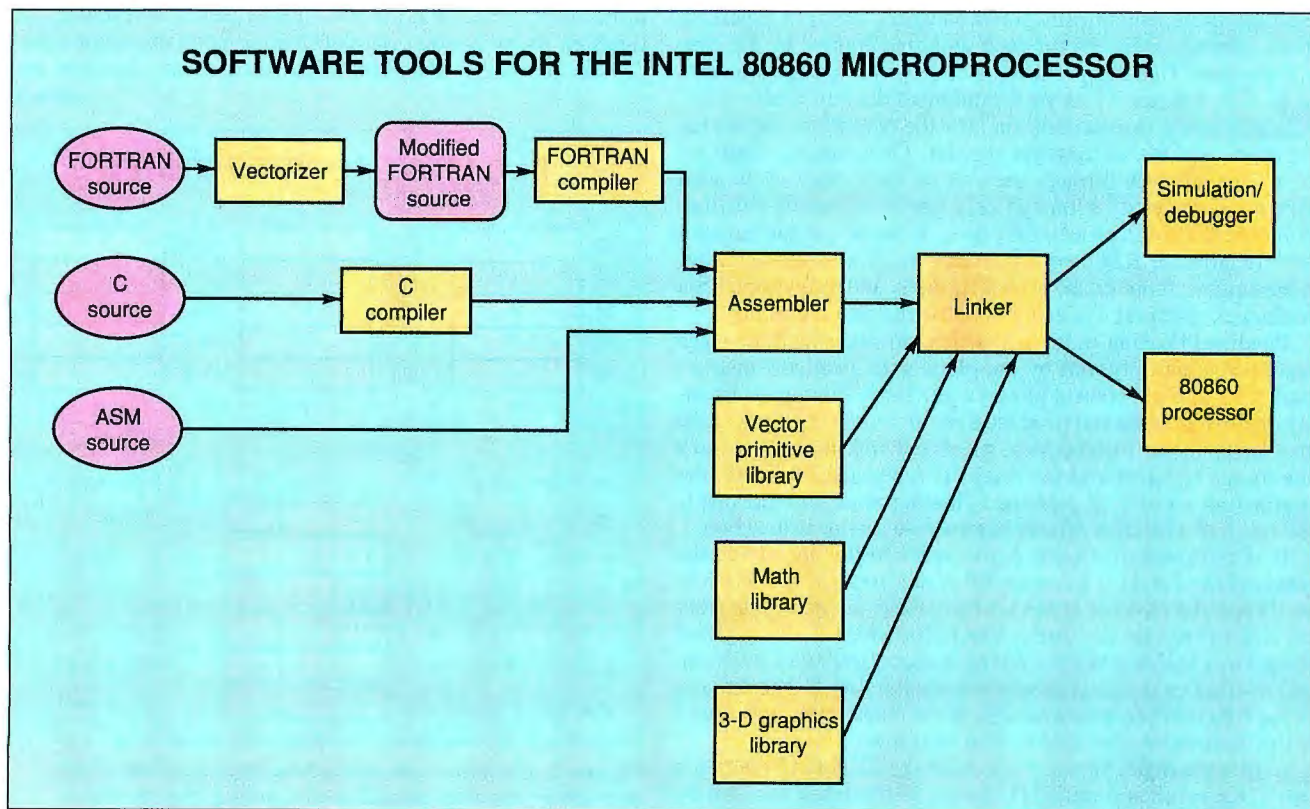 SOFTWARE TOOLS FOR THE INTEL 80860 MICROPROCESSOR
FORTRAN
source
Vectorizer
Modified
FORTRAN
source
FORTRAN
compiler
Simulation/
debugger
C
source
C
compiler
Assembler
Linker
ASM
source
80860
processor
Vector
primitive
library
Math
library
3-D graphics
library